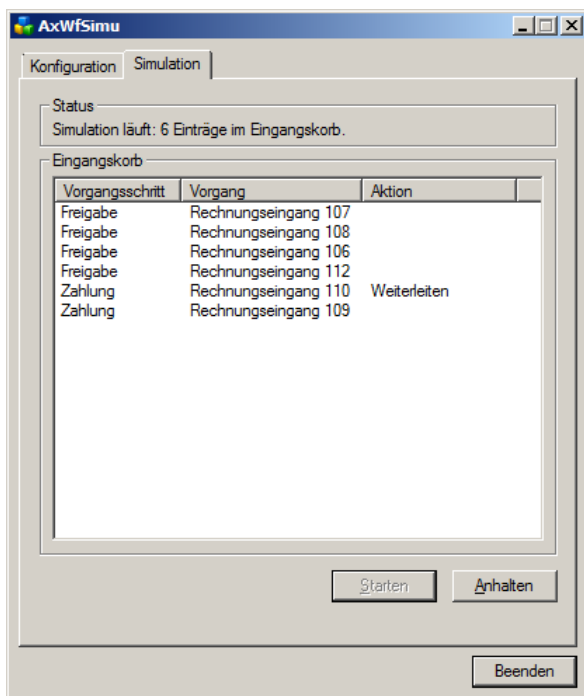 AxWfSimu
Konfiguration Simulation
Status
Simulation läuft: 6 Einträge im Eingangskorb.
Eingangskorb
Vorgangsschritt Vorgang Aktion
Freigabe Rechnungseingang 107
Freigabe Rechnungseingang 108
Freigabe Rechnungseingang 106
Freigabe Rechnungseingang 112
Zahlung Rechnungseingang 110 Weiterleiten
Zahlung Rechnungseingang 109
Starten Anhalten
Beenden